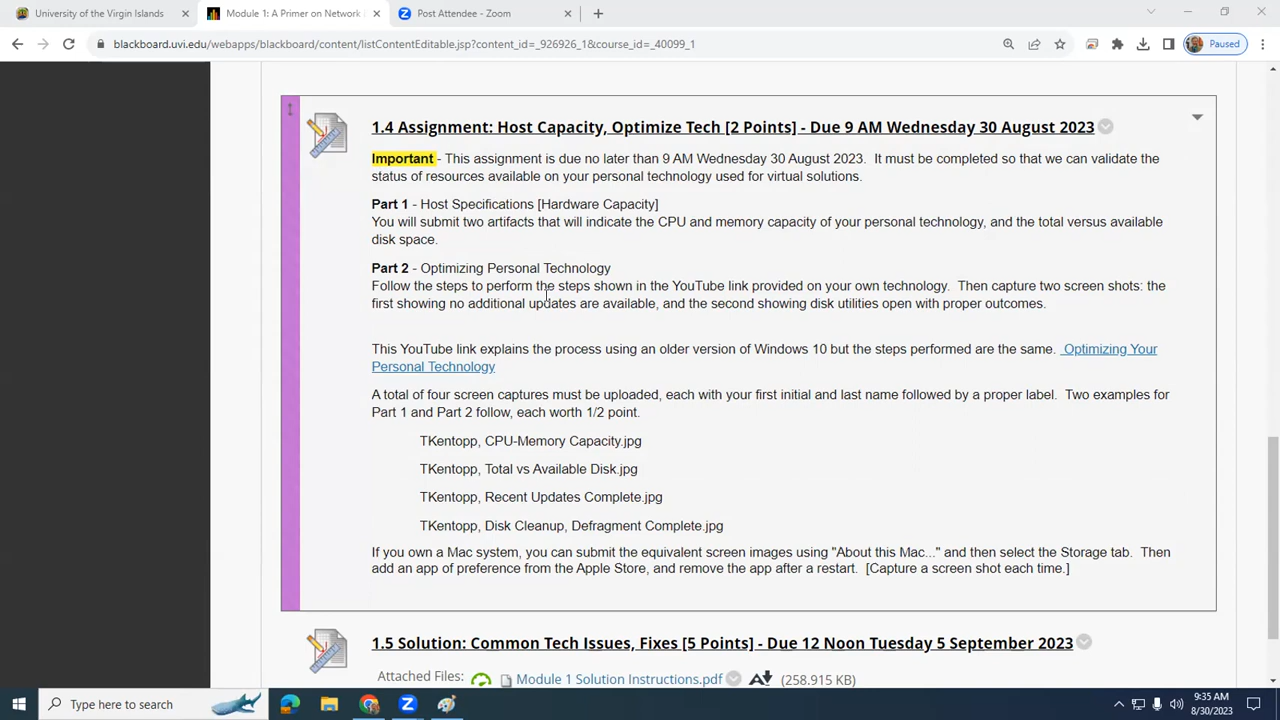 University of the Virgin Islands
Module 1: A Primer on Network
Post Attendee - Zoom
blackboard.uvi.edu/webapps/blackboard/content/listContentEditable.jsp?content_id=_926926_1&course_id=_40099_1
Paused
1.4 Assignment: Host Capacity, Optimize Tech [2 Points] - Due 9 AM Wednesday 30 August 2023
Important - This assignment is due no later than 9 AM Wednesday 30 August 2023. It must be completed so that we can validate the
status of resources available on your personal technology used for virtual solutions.
Part 1 - Host Specifications [Hardware Capacity]
You will submit two artifacts that will indicate the CPU and memory capacity of your personal technology, and the total versus available
disk space.
Part 2 - Optimizing Personal Technology
Follow the steps to perform the steps shown in the YouTube link provided on your own technology. Then capture two screen shots: the
first showing no additional updates are available, and the second showing disk utilities open with proper outcomes.
This YouTube link explains the process using an older version of Windows 10 but the steps performed are the same. Optimizing Your
Personal Technology
A total of four screen captures must be uploaded, each with your first initial and last name followed by a proper label. Two examples for
Part 1 and Part 2 follow, each worth 1/2 point.
TKentopp, CPU-Memory Capacity.jpg
TKentopp, Total vs Available Disk.jpg
TKentopp, Recent Updates Complete.jpg
TKentopp, Disk Cleanup, Defragment Complete.jpg
If you own a Mac system, you can submit the equivalent screen images using "About this Mac..." and then select the Storage tab. Then
add an app of preference from the Apple Store, and remove the app after a restart. [Capture a screen shot each time.]
1.5 Solution: Common Tech Issues, Fixes [5 Points] - Due 12 Noon Tuesday 5 September 2023
Attached Files: Module 1 Solution Instructions.pdf (258.915 KB)
Type here to search
9:35 AM
8/30/2023